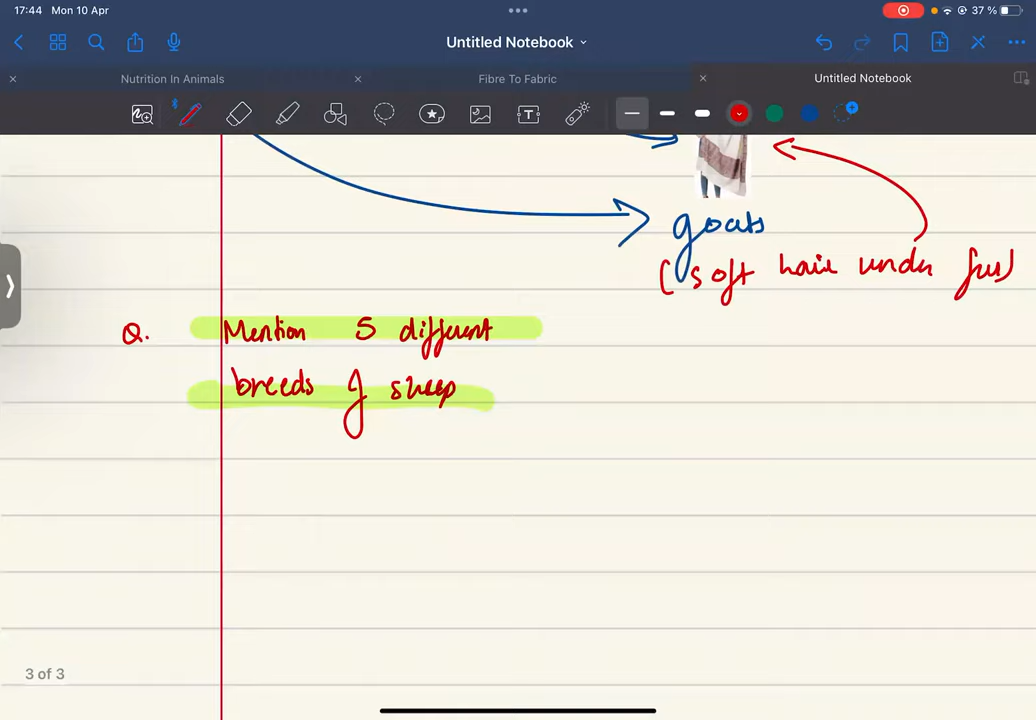 17:44 Mon 10 Apr
37 %
Untitled Notebook
Nutrition In Animals
Fibre To Fabric
Untitled Notebook
goats
(soft hair under fur)
Q. Mention 5 different
breeds of sheep
3 of 3